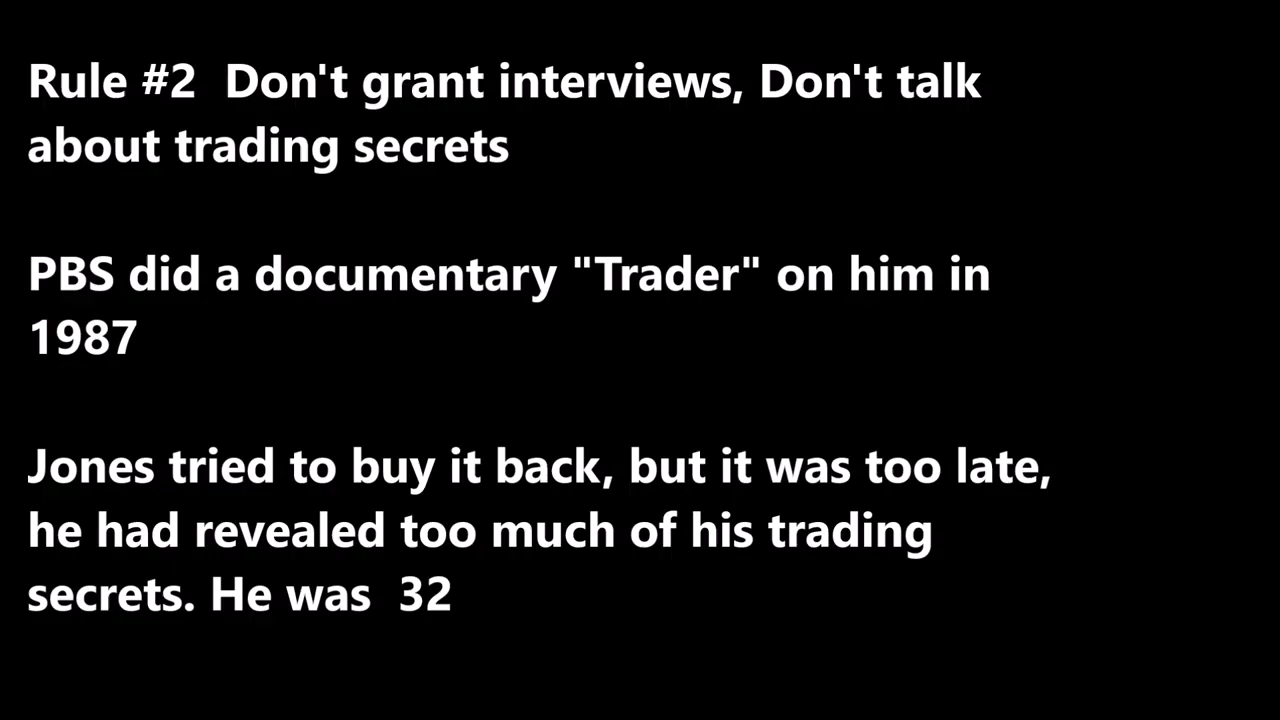 Rule #2  Don't grant interviews, Don't talk
about trading secrets
PBS did a documentary "Trader" on him in
1987
Jones tried to buy it back, but it was too late,
he had revealed too much of his trading
secrets. He was  32